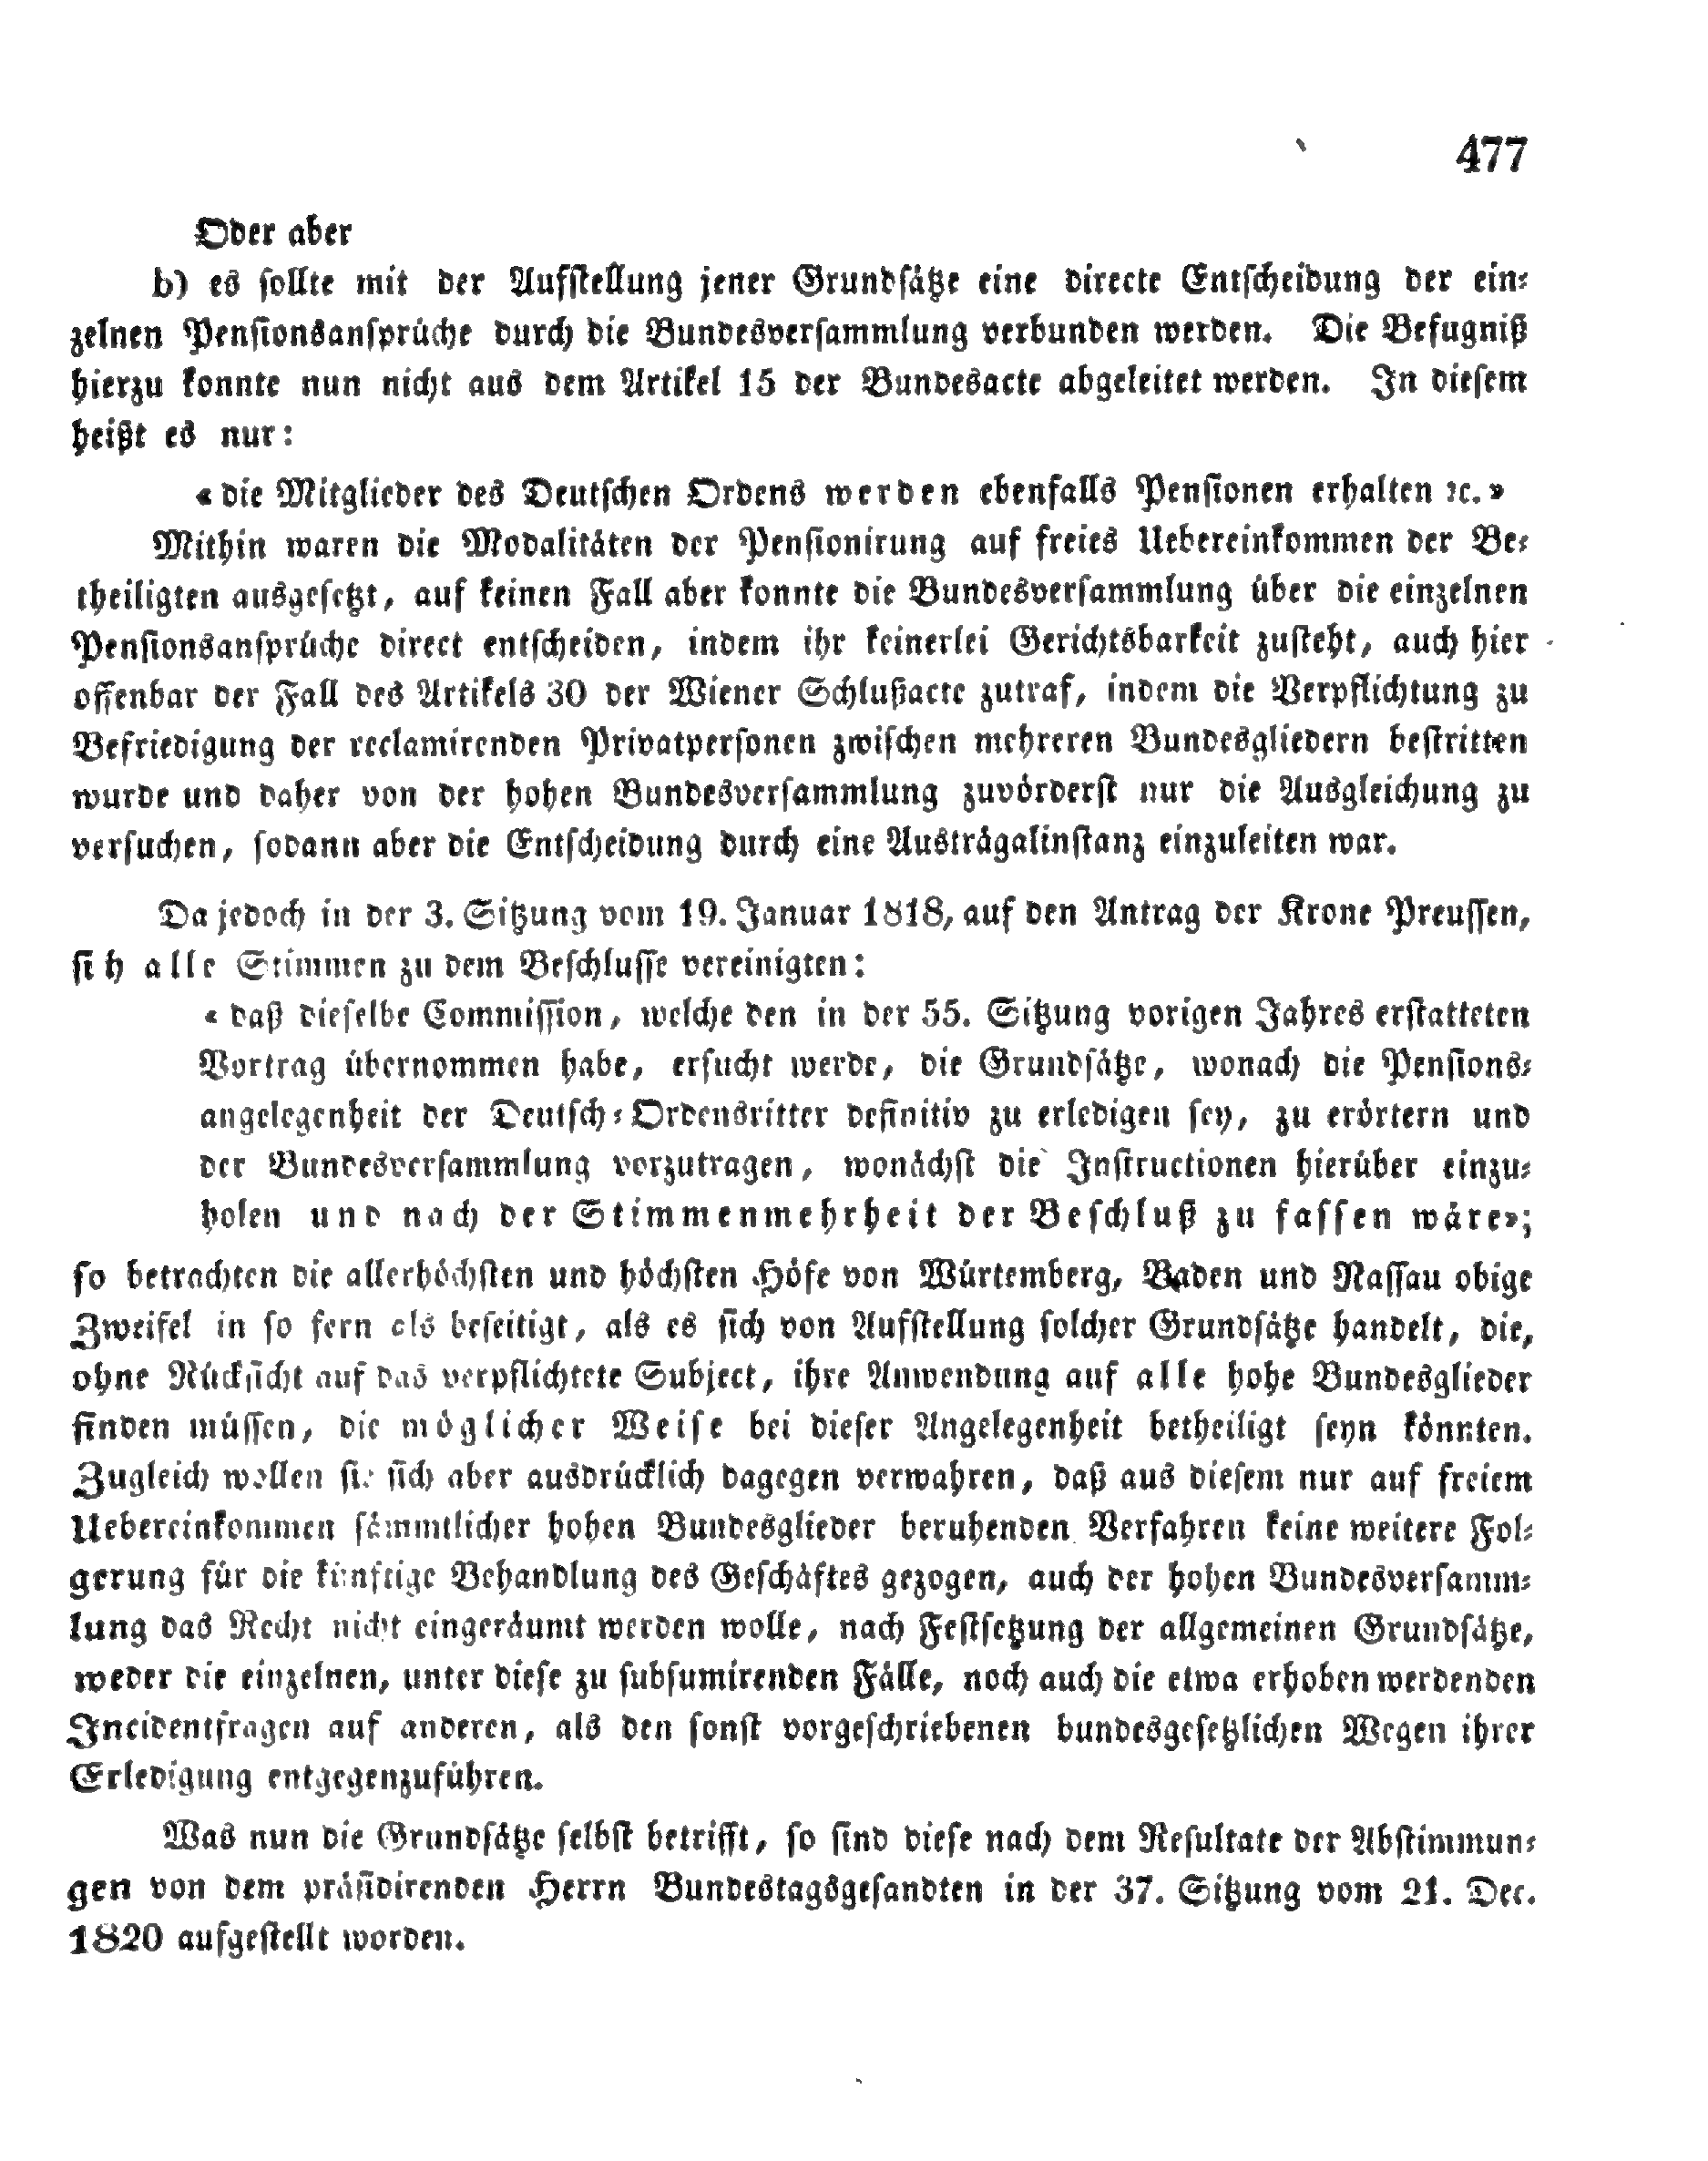 477
Oder aber
b) es sollte mit der Aufstellung jener Grundsätze eine directe Entscheidung der ein-
zelnen Pensionsansprüche durch die Bundesversammlung verbunden werden. Die Befugniß
hierzu konnte nun nicht aus dem Artikel 15 der Bundesacte abgeleitet werden. In diesem
heißt es nur:
« die Mitglieder des Deutschen Ordens werden ebenfalls Pensionen erhalten ꝛc. »
Mithin waren die Modalitäten der Pensionirung auf freies Uebereinkommen der Be-
theiligten ausgesetzt, auf keinen Fall aber konnte die Bundesversammlung über die einzelnen
Pensionsansprüche direct entscheiden, indem ihr keinerlei Gerichtsbarkeit zusteht, auch hier
offenbar der Fall des Artikels 30 der Wiener Schlußacte zutraf, indem die Verpflichtung zu
Befriedigung der reclamirenden Privatpersonen zwischen mehreren Bundesgliedern bestritten
wurde und daher von der hohen Bundesversammlung zuvörderst nur die Ausgleichung zu
versuchen, sodann aber die Entscheidung durch eine Austrägalinstanz einzuleiten war.
Da jedoch in der 3. Sitzung vom 19. Januar 1818, auf den Antrag der Krone Preussen,
sich alle Stimmen zu dem Beschlusse vereinigten:
« daß dieselbe Commission, welche den in der 55. Sitzung vorigen Jahres erstatteten
Vortrag übernommen habe, ersucht werde, die Grundsätze, wonach die Pensions-
angelegenheit der Deutsch-Ordensritter definitiv zu erledigen sey, zu erörtern und
der Bundesversammlung vorzutragen, wonächst die Instructionen hierüber einzu-
holen und nach der Stimmenmehrheit der Beschluß zu fassen wäre»;
so betrachten die allerhöchsten und höchsten Höfe von Würtemberg, Baden und Nassau obige
Zweifel in so fern als beseitigt, als es sich von Aufstellung solcher Grundsätze handelt, die,
ohne Rücksicht auf das verpflichtete Subject, ihre Anwendung auf alle hohe Bundesglieder
finden müssen, die möglicher Weise bei dieser Angelegenheit betheiligt seyn könnten.
Zugleich wollen sie sich aber ausdrücklich dagegen verwahren, daß aus diesem nur auf freiem
Uebereinkommen sämmtlicher hohen Bundesglieder beruhenden Verfahren keine weitere Fol-
gerung für die künftige Behandlung des Geschäftes gezogen, auch der hohen Bundesversamm-
lung das Recht nicht eingeräumt werden wolle, nach Festsetzung der allgemeinen Grundsätze,
weder die einzelnen, unter diese zu subsumirenden Fälle, noch auch die etwa erhoben werdenden
Incidentfragen auf anderen, als den sonst vorgeschriebenen bundesgesetzlichen Wegen ihrer
Erledigung entgegenzuführen.
Was nun die Grundsätze selbst betrifft, so sind diese nach dem Resultate der Abstimmun-
gen von dem präsidirenden Herrn Bundestagsgesandten in der 37. Sitzung vom 21. Dec.
1820 aufgestellt worden.